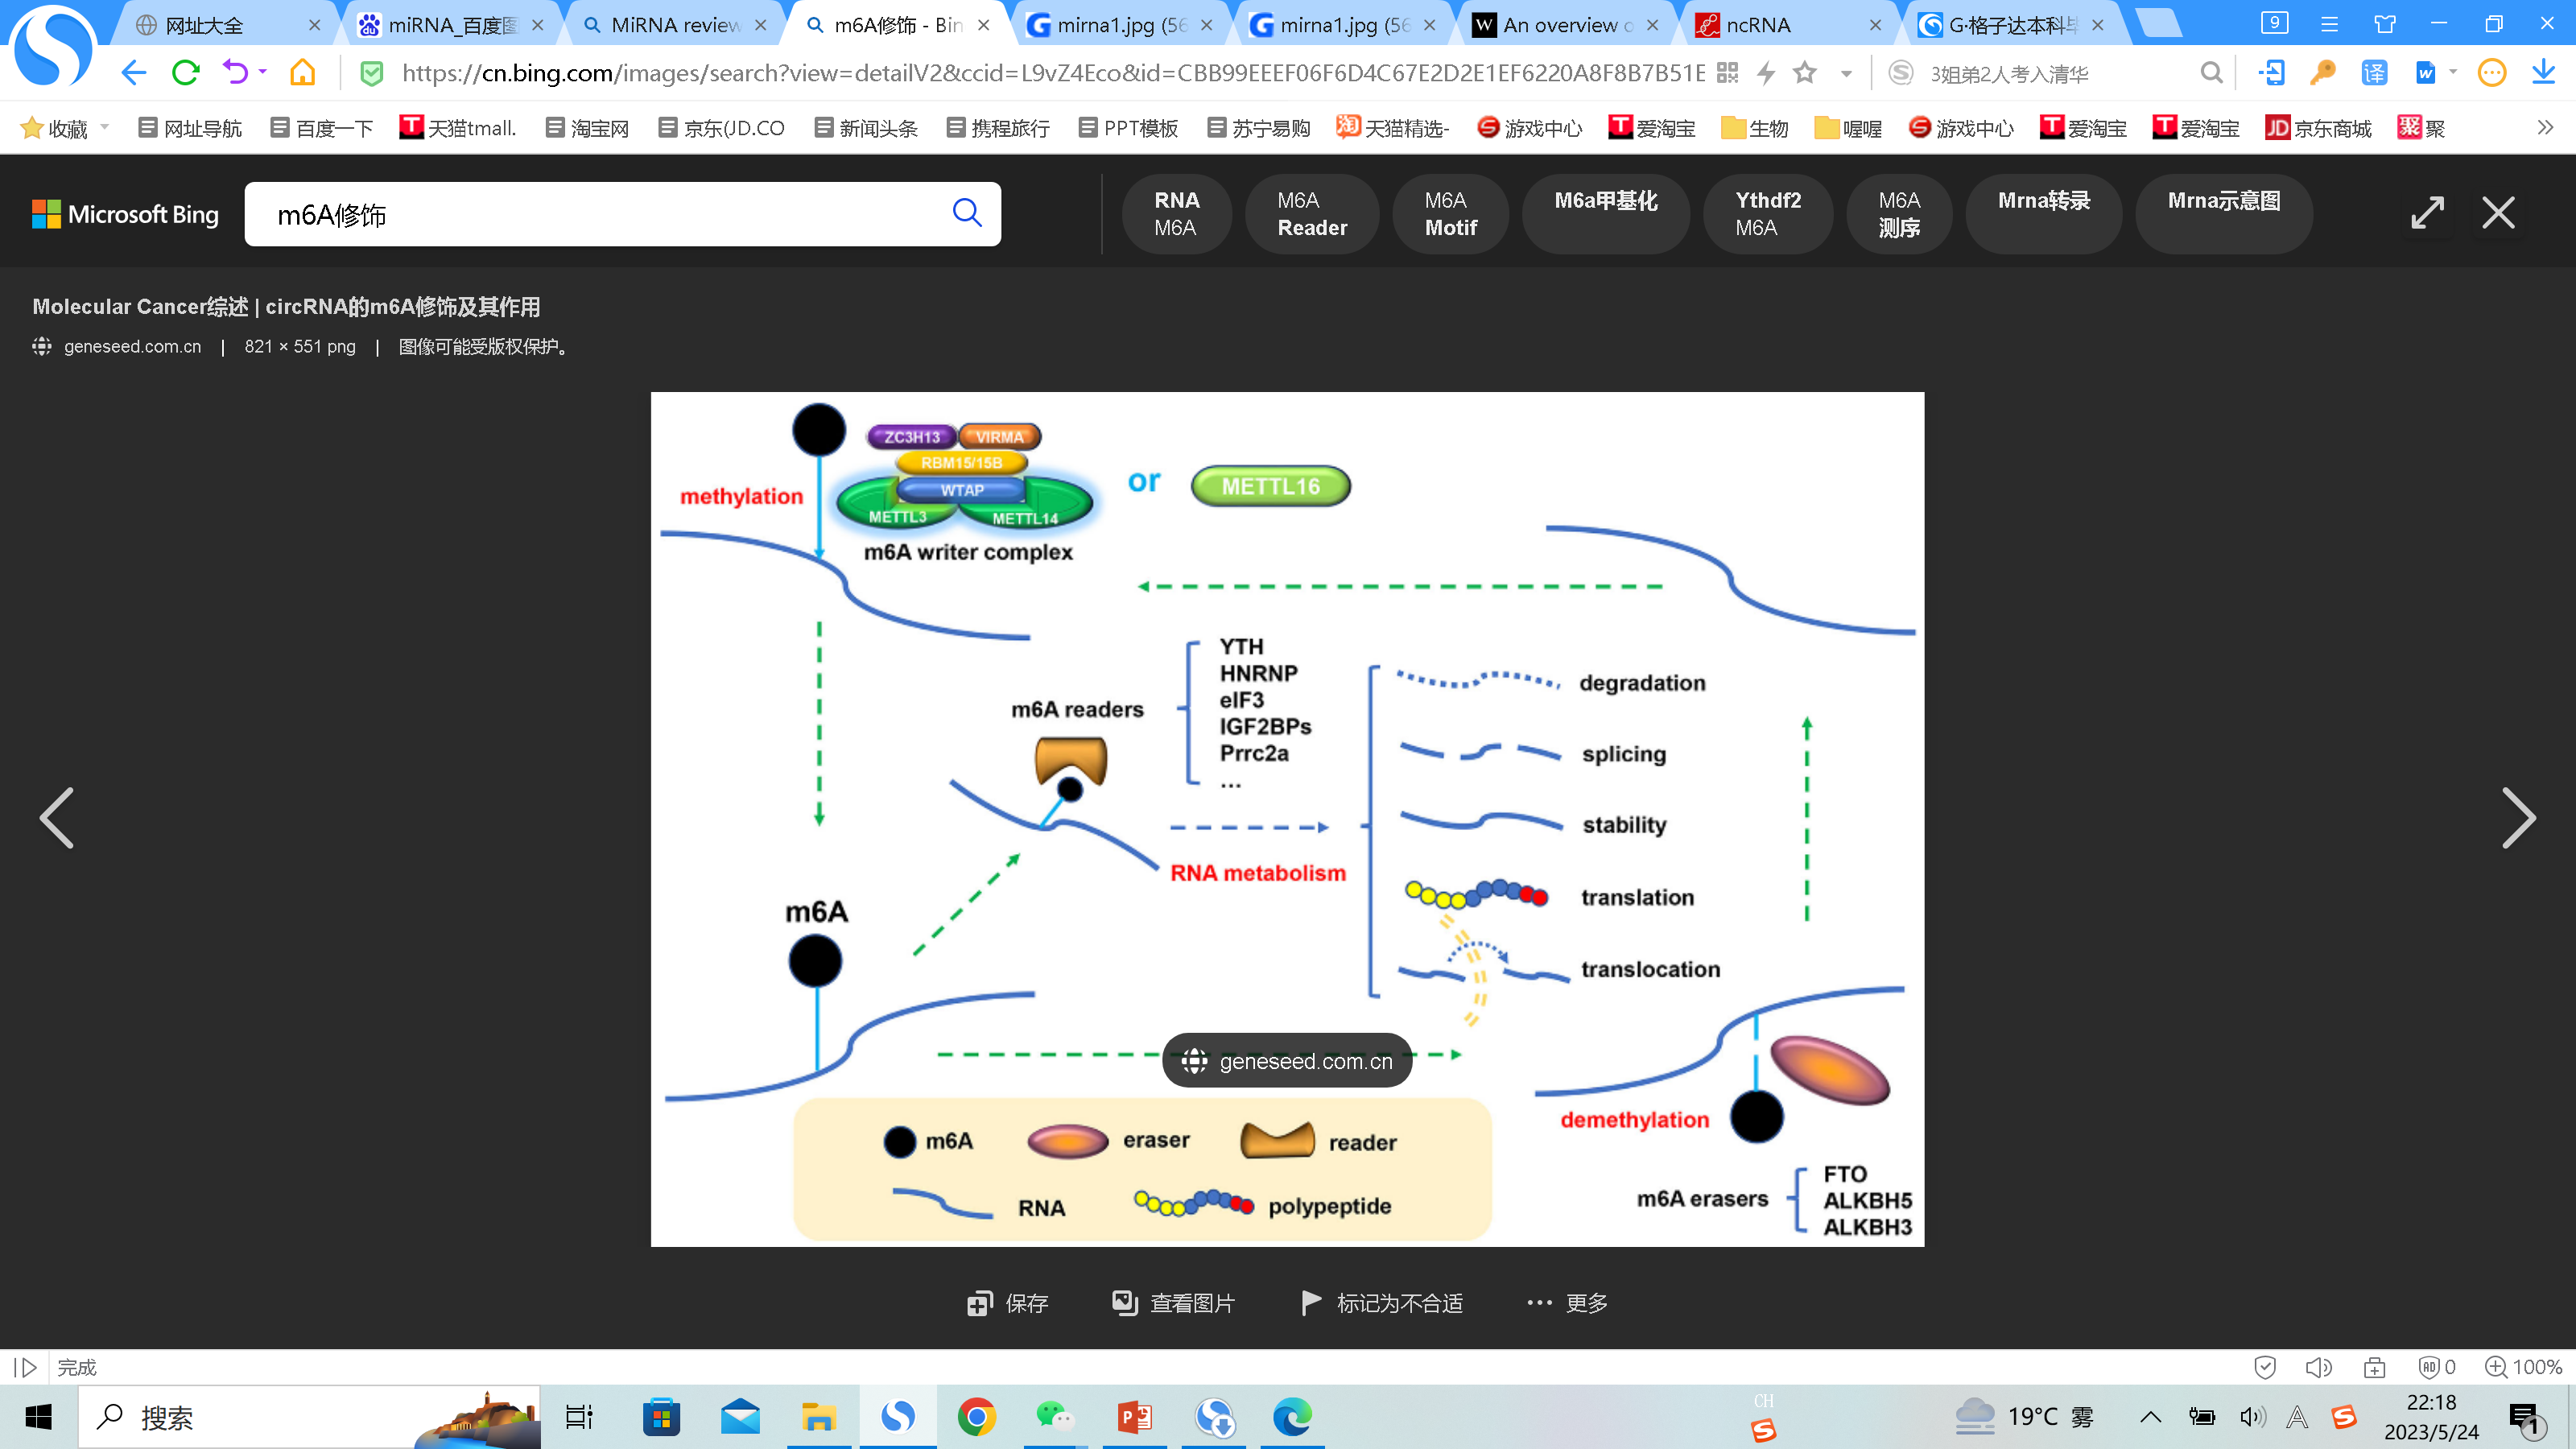 网址大全
miRNA_百度图
MiRNA review
m6A修饰 - Bin
mirna1.jpg (56
mirna1.jpg (56
An overview o
ncRNA
G·格子达本科毕
9
https://cn.bing.com/images/search?view=detailV2&ccid=L9vZ4Eco&id=CBB99EEEF06F6D4C67E2D2E1EF6220A8F8B7B51E
3姐弟2人考入清华
译
收藏
网址导航
百度一下
天猫tmall.
淘宝网
京东(JD.CO
新闻头条
携程旅行
PPT模板
苏宁易购
天猫精选-
游戏中心
爱淘宝
生物
喔喔
游戏中心
爱淘宝
爱淘宝
京东商城
聚
Microsoft Bing
m6A修饰
RNA
M6A
M6A
Reader
M6A
Motif
M6a甲基化
Ythdf2
M6A
M6A
测序
Mrna转录
Mrna示意图
Molecular Cancer综述 | circRNA的m6A修饰及其作用
geneseed.com.cn | 821 × 551 png | 图像可能受版权保护。
ZC3H13
VIRMA
RBM15/15B
WTAP
METTL3
METTL14
m6A writer complex
methylation
or
METTL16
m6A readers
YTH
HNRNP
eIF3
IGF2BPs
Prrc2a
...
RNA metabolism
degradation
splicing
stability
translation
translocation
m6A
geneseed.com.cn
demethylation
m6A erasers
FTO
ALKBH5
ALKBH3
m6A
eraser
reader
RNA
polypeptide
保存
查看图片
标记为不合适
更多
完成
0
100%
搜索
CH
19°C 雾
22:18
2023/5/24
1